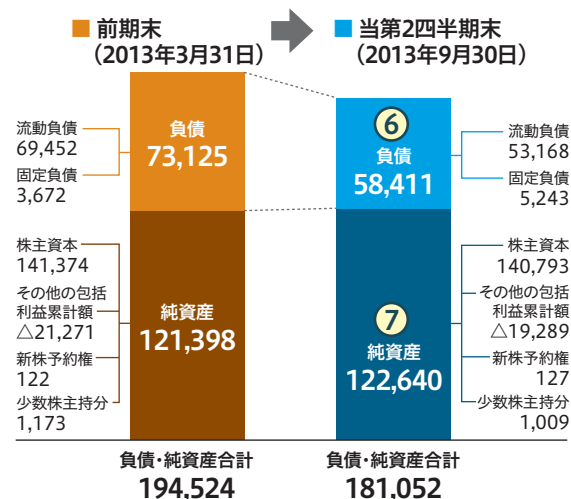 ■ 前期末
（2013年3月31日）
■ 当第2四半期末
（2013年9月30日）
流動負債
69,452
固定負債
3,672
負債
73,125
株主資本
141,374
その他の包括
利益累計額
△21,271
新株予約権
122
少数株主持分
1,173
純資産
121,398
負債・純資産合計
194,524
⑥
負債
58,411
流動負債
53,168
固定負債
5,243
⑦
純資産
122,640
株主資本
140,793
その他の包括
利益累計額
△19,289
新株予約権
127
少数株主持分
1,009
負債・純資産合計
181,052